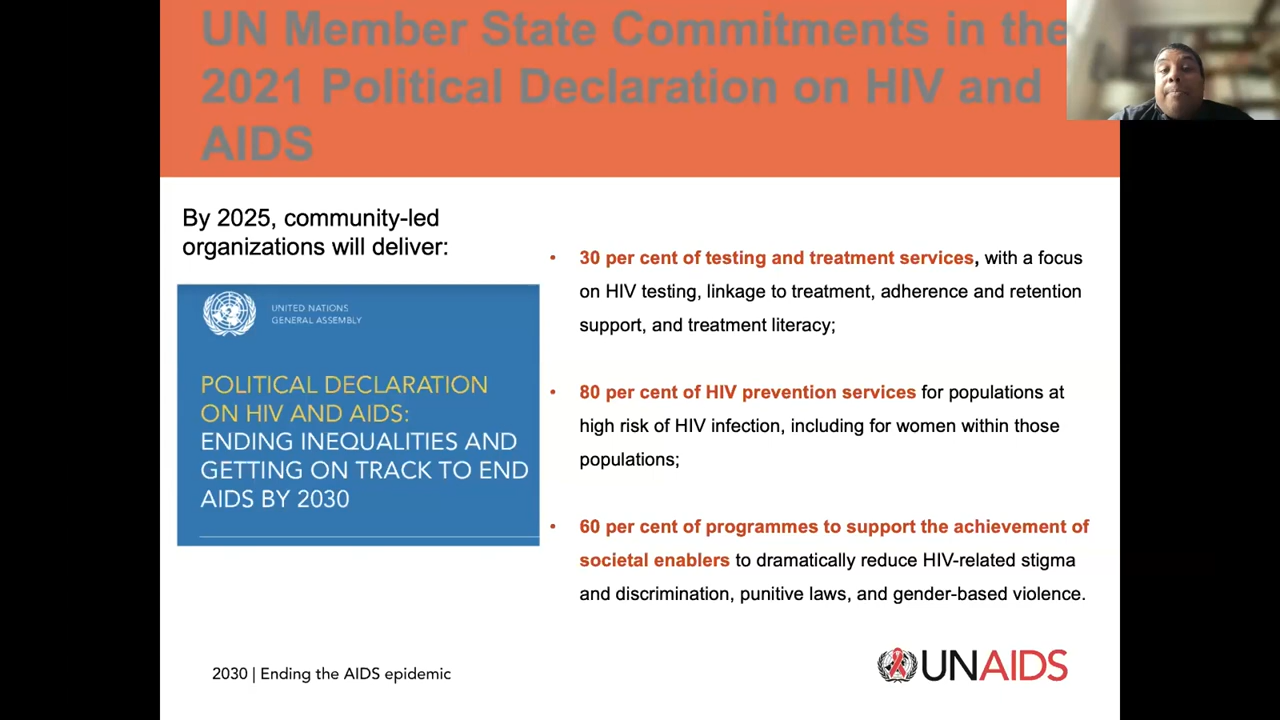 UN Member State Commitments in the
2021 Political Declaration on HIV and
AIDS
By 2025, community-led
organizations will deliver:
UNITED NATIONS
GENERAL ASSEMBLY
POLITICAL DECLARATION
ON HIV AND AIDS:
ENDING INEQUALITIES AND
GETTING ON TRACK TO END
AIDS BY 2030
• 30 per cent of testing and treatment services, with a focus
on HIV testing, linkage to treatment, adherence and retention
support, and treatment literacy;
• 80 per cent of HIV prevention services for populations at
high risk of HIV infection, including for women within those
populations;
• 60 per cent of programmes to support the achievement of
societal enablers to dramatically reduce HIV-related stigma
and discrimination, punitive laws, and gender-based violence.
2030 | Ending the AIDS epidemic
UNAIDS